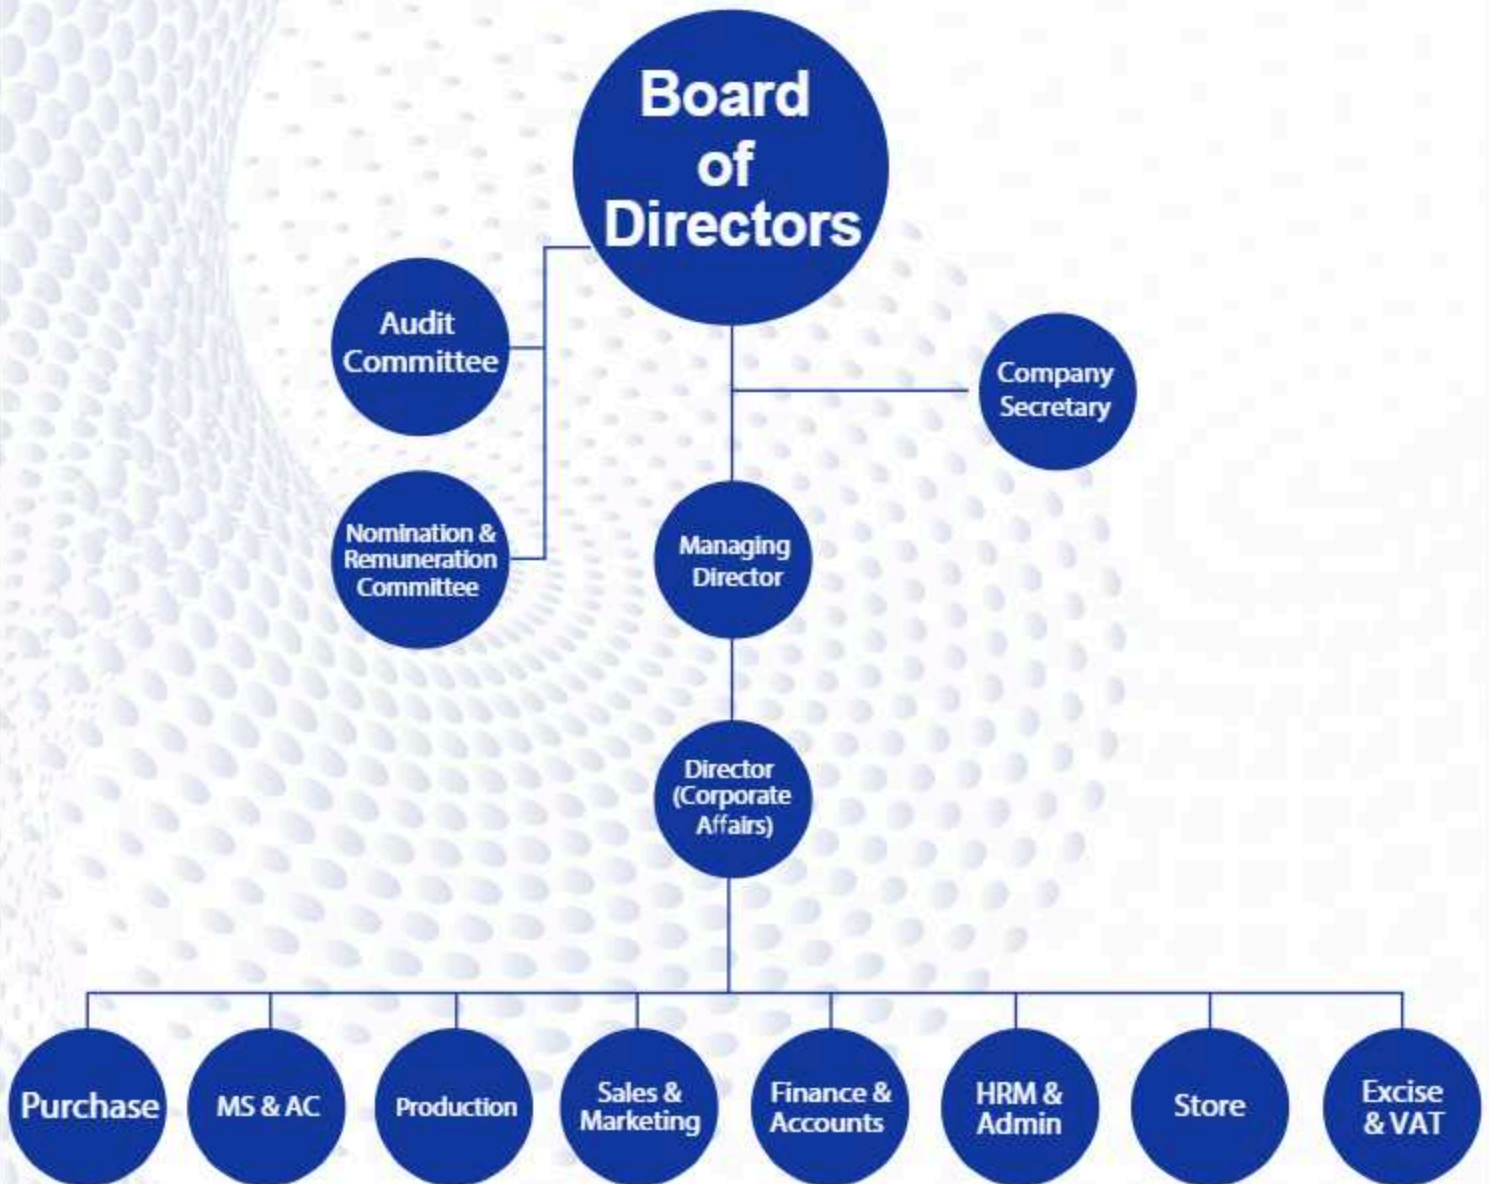 Board
of
Directors
Audit
Committee
Company
Secretary
Nomination &
Remuneration
Committee
Managing
Director
Director
(Corporate
Affairs)
Purchase
MS & AC
Production
Sales &
Marketing
Finance &
Accounts
HRM &
Admin
Store
Excise
& VAT